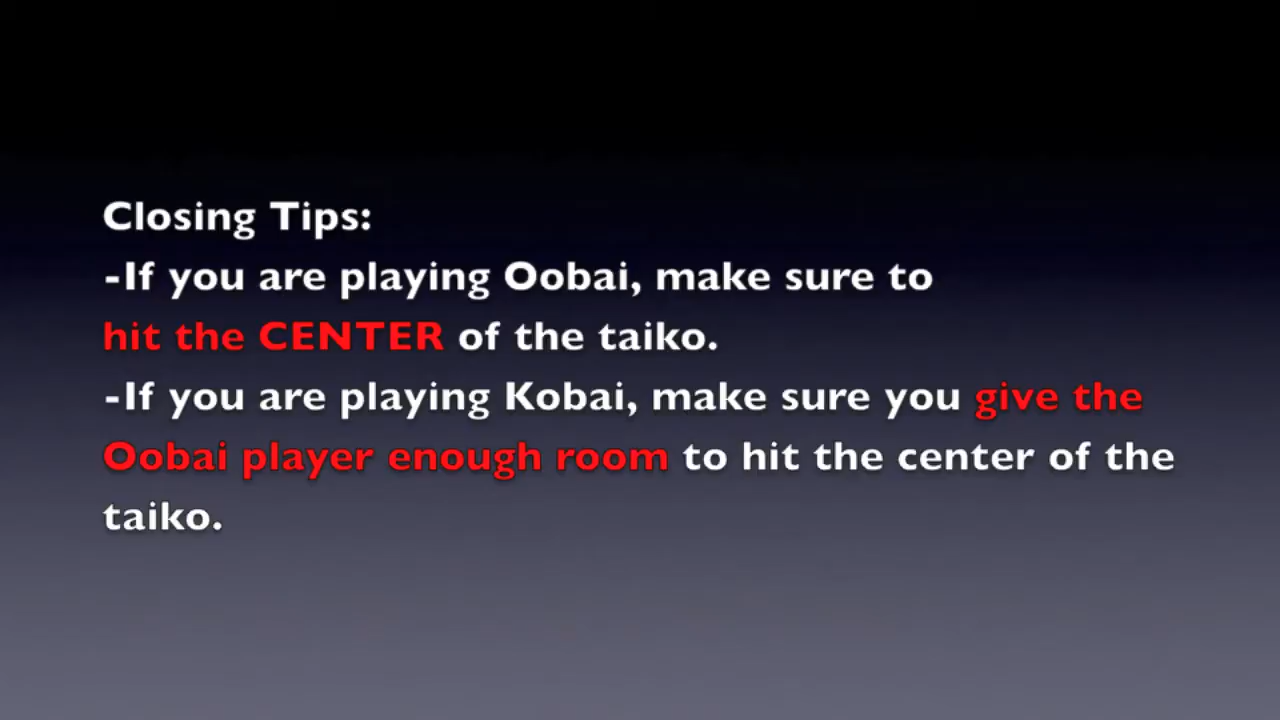 Closing Tips:
-If you are playing Oobai, make sure to
hit the CENTER of the taiko.
-If you are playing Kobai, make sure you give the
Oobai player enough room to hit the center of the
taiko.